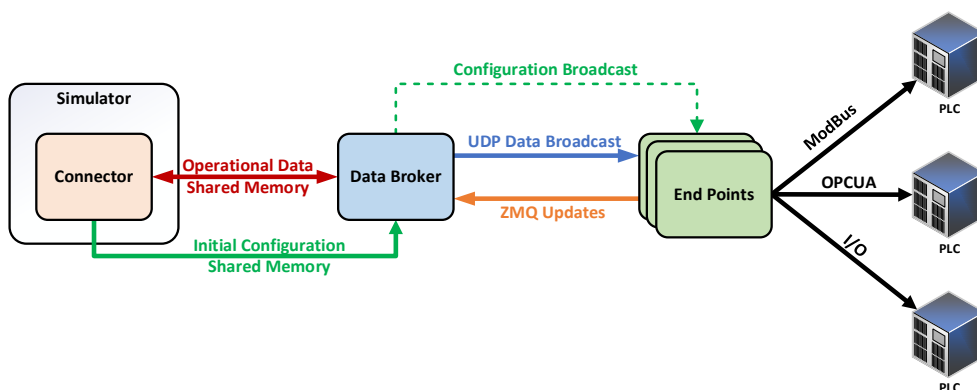 Configuration Broadcast
Simulator
PLC
ModBus
UDP Data Broadcast
Operational Data
Connector
Shared Memory
Data Broker
End Points
OPCUA
ZMQ Updates
PLC
Initial Configuration
Shared Memory
I/O
PLC